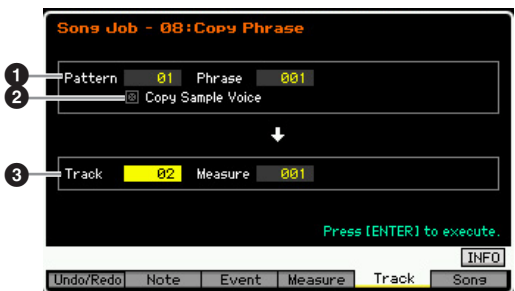 Song Job - 08:Copy Phrase
1 Pattern 01 Phrase 001
2 Copy Sample Voice
3 Track 02 Measure 001
Press [ENTER] to execute.
INFO
Undo/Redo Note Event Measure Track Song